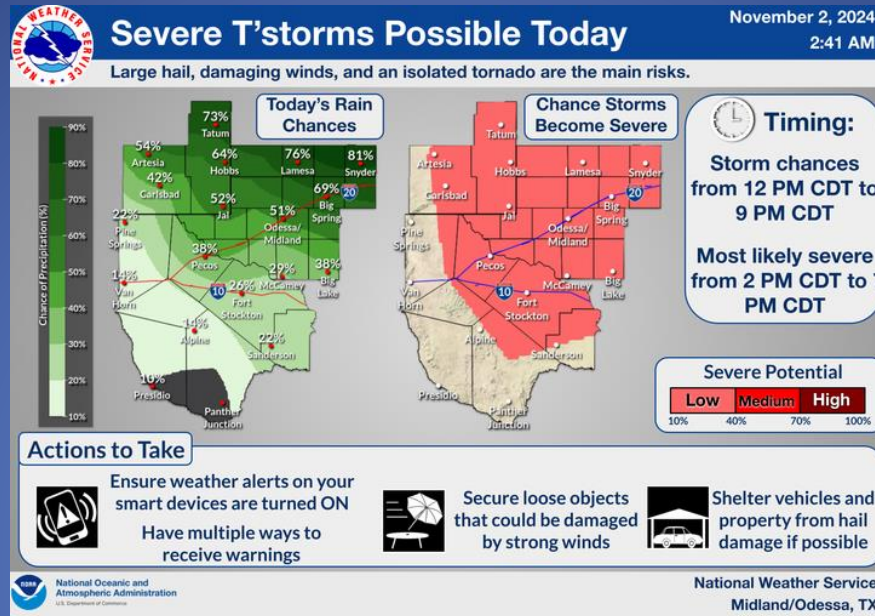 NATIONAL WEATHER SERVICE
Severe T'storms Possible Today
November 2, 2024
2:41 AM
Large hail, damaging winds, and an isolated tornado are the main risks.
Today's Rain
Chances
Chance of Precipitation(%)
90%
80%
70%
60%
50%
40%
30%
20%
10%
73%
Tatum
54%
Artesia
64%
Hobbs
76%
Lamesa
81%
Snyder
42%
Carlsbad
52%
Jal
69%
Big
Spring
20
22%
Pine
Springs
51%
Odessa/
Midland
38%
Pecos
14%
Van
Horn
10
26%
Fort
Stockton
29%
McCamey
38%
Big
Lake
14%
Alpine
22%
Sanderson
10%
Presidio
Panther
Junction
Chance Storms
Become Severe
Tatum
Artesia
Hobbs
Lamesa
Snyder
Carlsbad
Jal
Big
Spring
20
Pine
Springs
Odessa/
Midland
Pecos
Van
Horn
10
Fort
Stockton
McCamey
Big
Lake
Alpine
Sanderson
Presidio
Panther
Junction
Timing:
Storm chances
from 12 PM CDT to
9 PM CDT
Most likely severe
from 2 PM CDT to
PM CDT
Severe Potential
Low Medium High
10% 40% 70% 100%
Actions to Take
Ensure weather alerts on your
smart devices are turned ON
Have multiple ways to
receive warnings
Secure loose objects
that could be damaged
by strong winds
Shelter vehicles and
property from hail
damage if possible
NOAA
National Oceanic and
Atmospheric Administration
U.S. Department of Commerce
National Weather Service
Midland/Odessa, TX